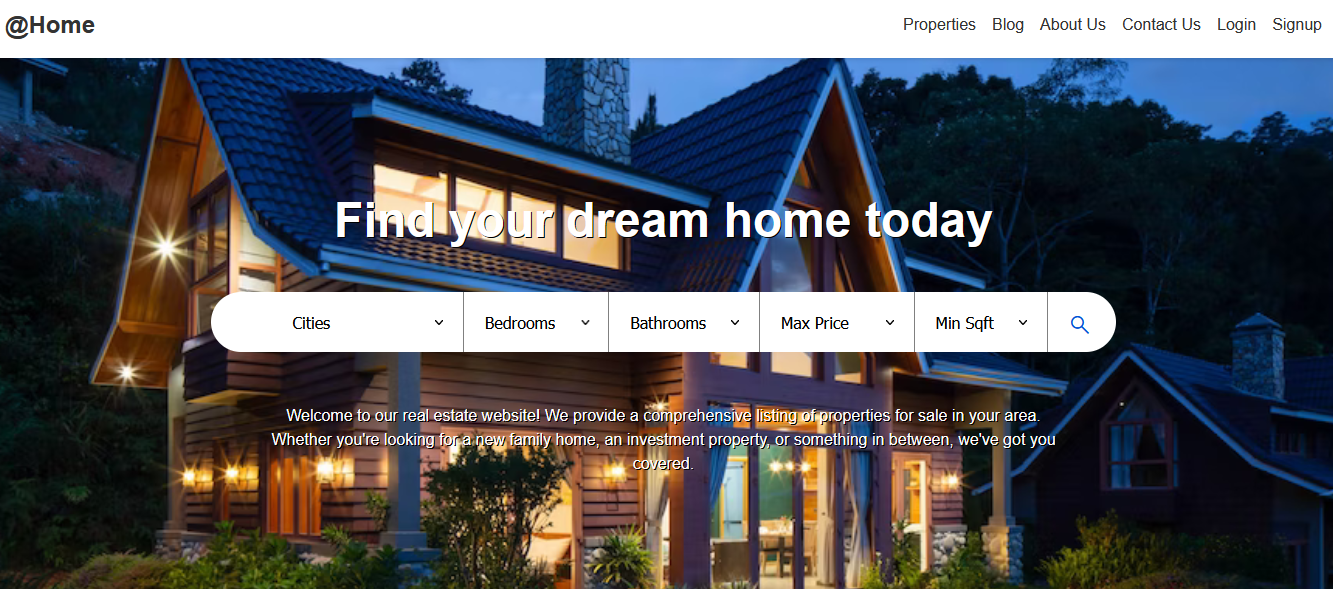 @Home
Properties Blog About Us Contact Us Login Signup
Find your dream home today
Cities Bedrooms Bathrooms Max Price Min Sqft
Welcome to our real estate website! We provide a comprehensive listing of properties for sale in your area.
Whether you're looking for a new family home, an investment property, or something in between, we've got you
covered.